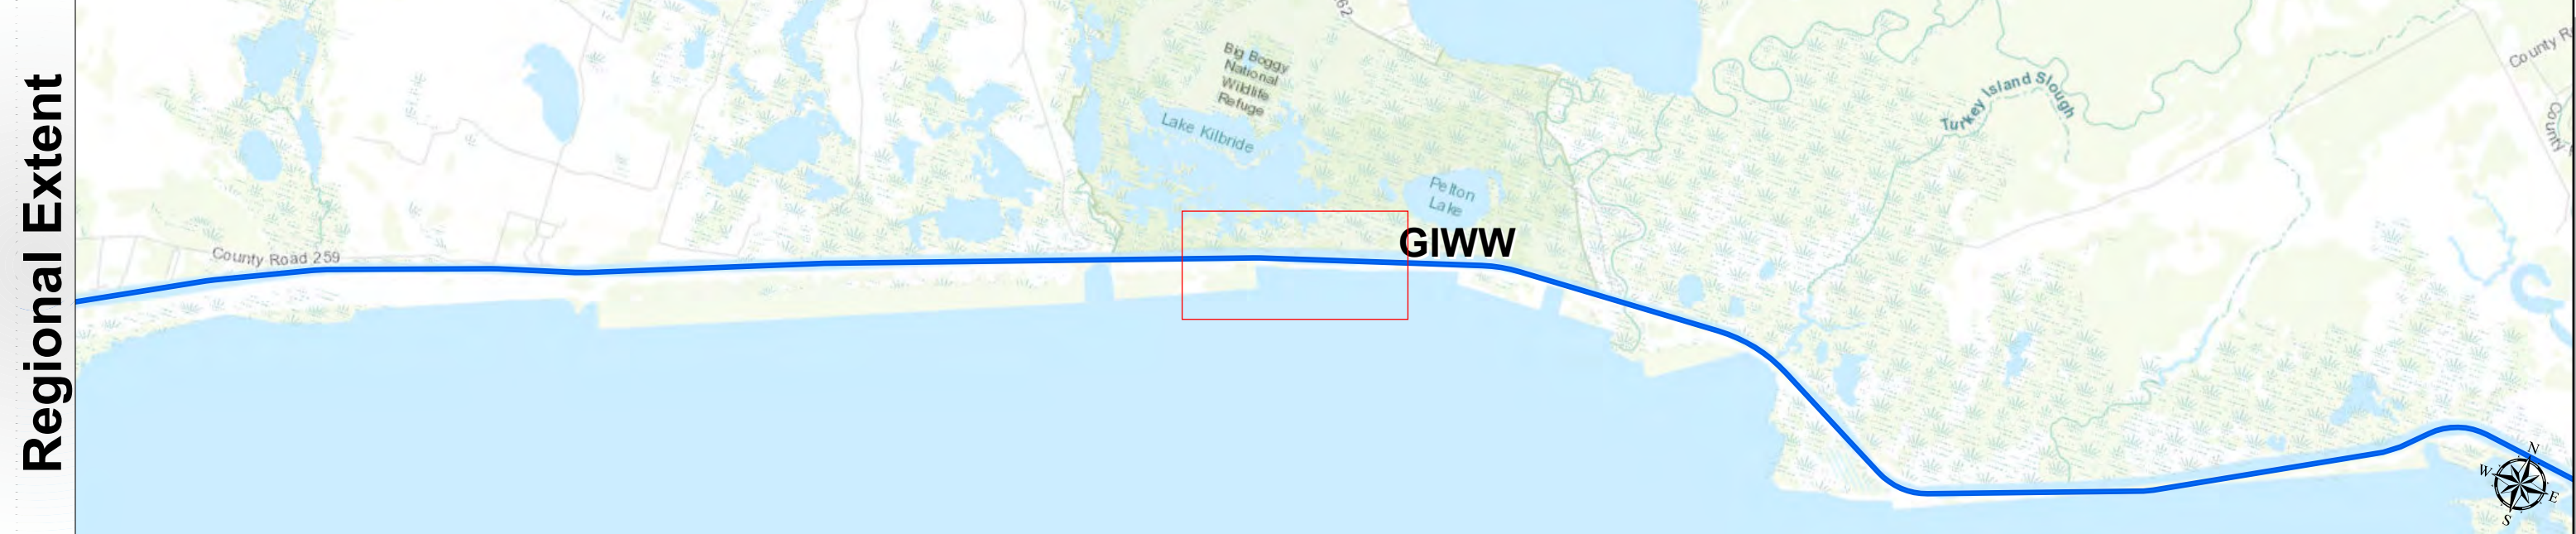 Regional Extent
62
Big Boggy
National
Wildlife
Refuge
Lake Kilbride
Pelton
Lake
GIWW
County Road 259
Turkey Island Slough
County R
County
N
W
E
S